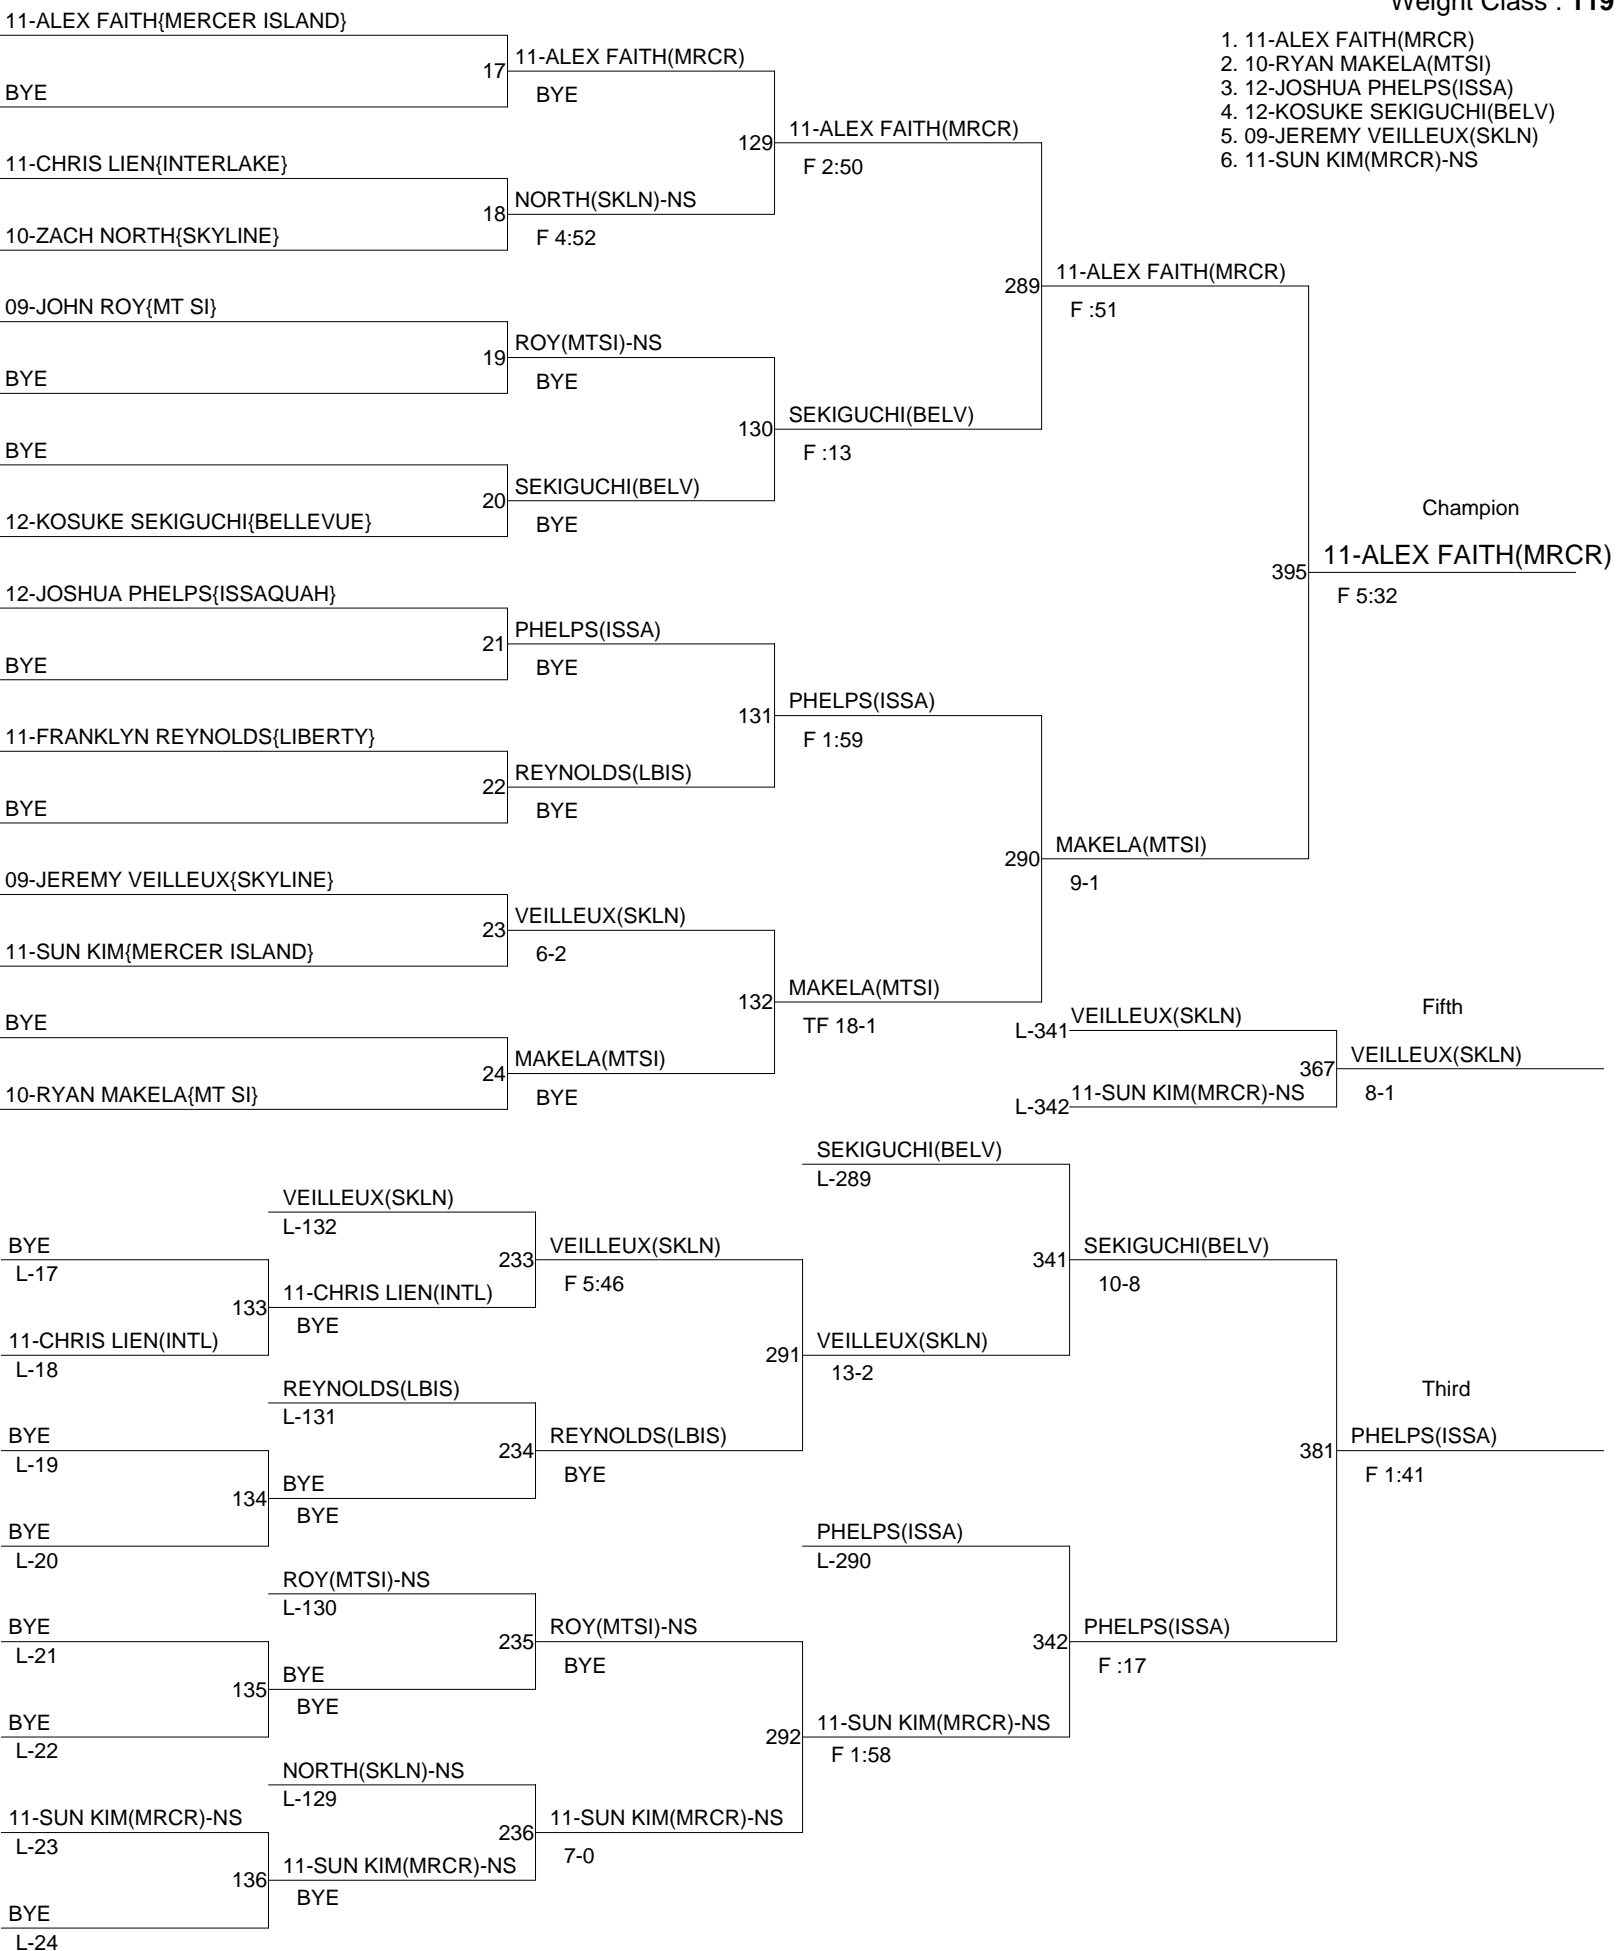 Weight Class : 119
1. 11-ALEX FAITH(MRCR)
2. 10-RYAN MAKELA(MTSI)
3. 12-JOSHUA PHELPS(ISSA)
4. 12-KOSUKE SEKIGUCHI(BELV)
5. 09-JEREMY VEILLEUX(SKLN)
6. 11-SUN KIM(MRCR)-NS
11-ALEX FAITH{MERCER ISLAND}
17
BYE
11-CHRIS LIEN{INTERLAKE}
18
10-ZACH NORTH{SKYLINE}
09-JOHN ROY{MT SI}
19
BYE
BYE
20
12-KOSUKE SEKIGUCHI{BELLEVUE}
12-JOSHUA PHELPS{ISSAQUAH}
21
BYE
11-FRANKLYN REYNOLDS{LIBERTY}
22
BYE
09-JEREMY VEILLEUX{SKYLINE}
23
11-SUN KIM{MERCER ISLAND}
BYE
24
10-RYAN MAKELA{MT SI}
11-ALEX FAITH(MRCR)
BYE
129
NORTH(SKLN)-NS
F 4:52
ROY(MTSI)-NS
BYE
130
SEKIGUCHI(BELV)
BYE
PHELPS(ISSA)
BYE
131
REYNOLDS(LBIS)
BYE
VEILLEUX(SKLN)
6-2
132
MAKELA(MTSI)
BYE
11-ALEX FAITH(MRCR)
F 2:50
289
SEKIGUCHI(BELV)
F :13
PHELPS(ISSA)
F 1:59
290
MAKELA(MTSI)
TF 18-1
11-ALEX FAITH(MRCR)
F :51
395
MAKELA(MTSI)
9-1
Champion
11-ALEX FAITH(MRCR)
F 5:32
Fifth
L-341
VEILLEUX(SKLN)
367
L-342
11-SUN KIM(MRCR)-NS
VEILLEUX(SKLN)
8-1
BYE
L-17
133
11-CHRIS LIEN(INTL)
L-18
BYE
L-19
134
BYE
L-20
BYE
L-21
135
BYE
L-22
11-SUN KIM(MRCR)-NS
L-23
136
BYE
L-24
VEILLEUX(SKLN)
L-132
233
11-CHRIS LIEN(INTL)
BYE
REYNOLDS(LBIS)
L-131
234
BYE
BYE
ROY(MTSI)-NS
L-130
235
BYE
BYE
NORTH(SKLN)-NS
L-129
236
11-SUN KIM(MRCR)-NS
BYE
VEILLEUX(SKLN)
F 5:46
291
REYNOLDS(LBIS)
BYE
ROY(MTSI)-NS
BYE
292
11-SUN KIM(MRCR)-NS
7-0
SEKIGUCHI(BELV)
L-289
341
VEILLEUX(SKLN)
13-2
PHELPS(ISSA)
L-290
342
11-SUN KIM(MRCR)-NS
F 1:58
SEKIGUCHI(BELV)
10-8
381
PHELPS(ISSA)
F :17
Third
PHELPS(ISSA)
F 1:41